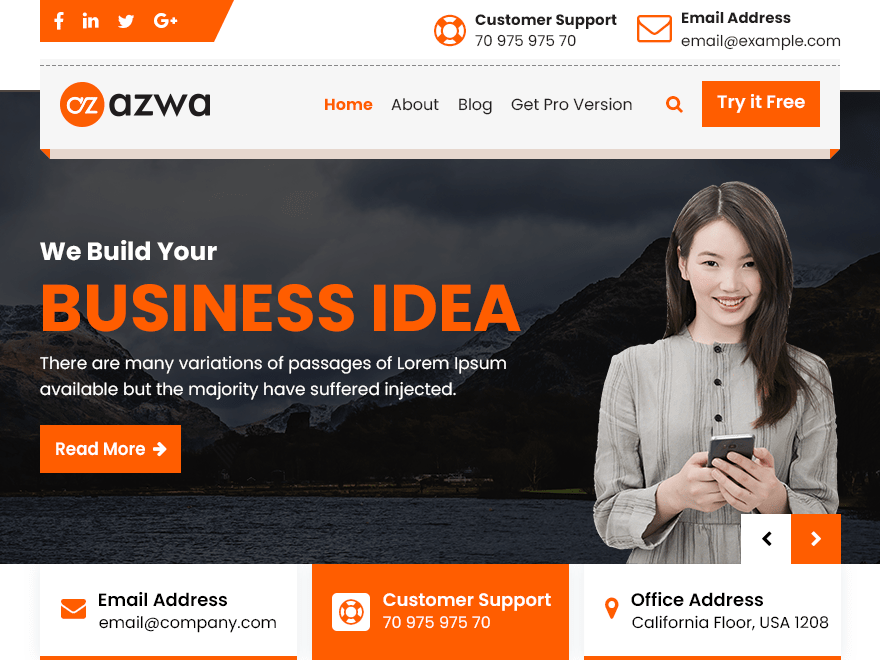 Customer Support
70 975 975 70
Email Address
email@example.com
az azwa
Home About Blog Get Pro Version
Try it Free
We Build Your
BUSINESS IDEA
There are many variations of passages of Lorem Ipsum
available but the majority have suffered injected.
Read More
Email Address
email@company.com
Customer Support
70 975 975 70
Office Address
California Floor, USA 1208